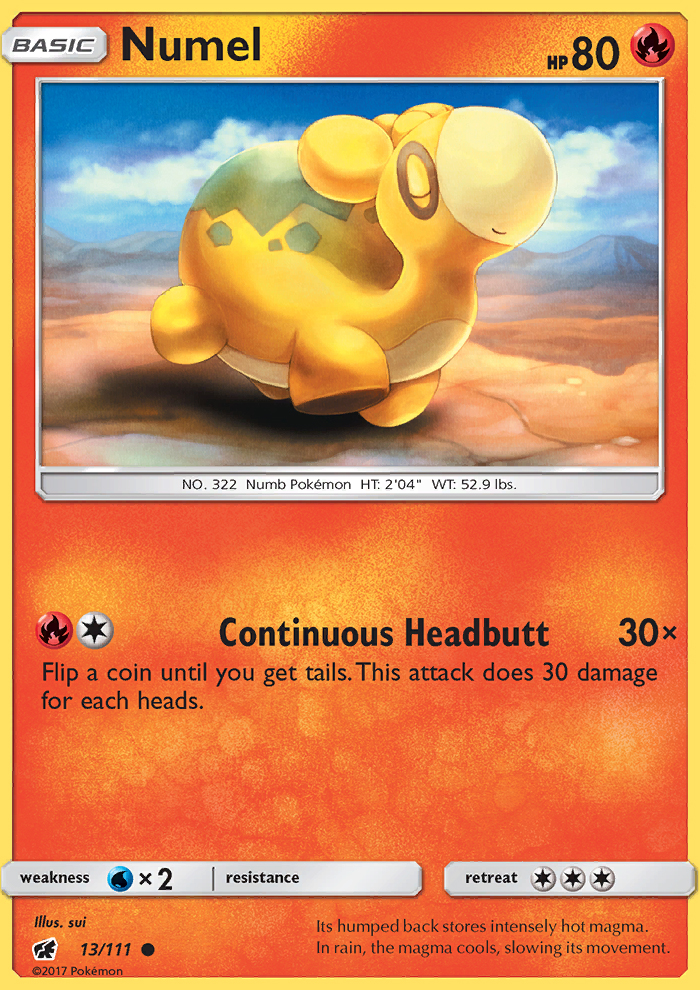 BASIC Numel HP 80
NO. 322 Numb Pokémon HT: 2'04" WT: 52.9 lbs.
Continuous Headbutt 30×
Flip a coin until you get tails. This attack does 30 damage
for each heads.
weakness × 2 resistance retreat
Illus. sui
Its humped back stores intensely hot magma.
In rain, the magma cools, slowing its movement.
13/111
©2017 Pokémon